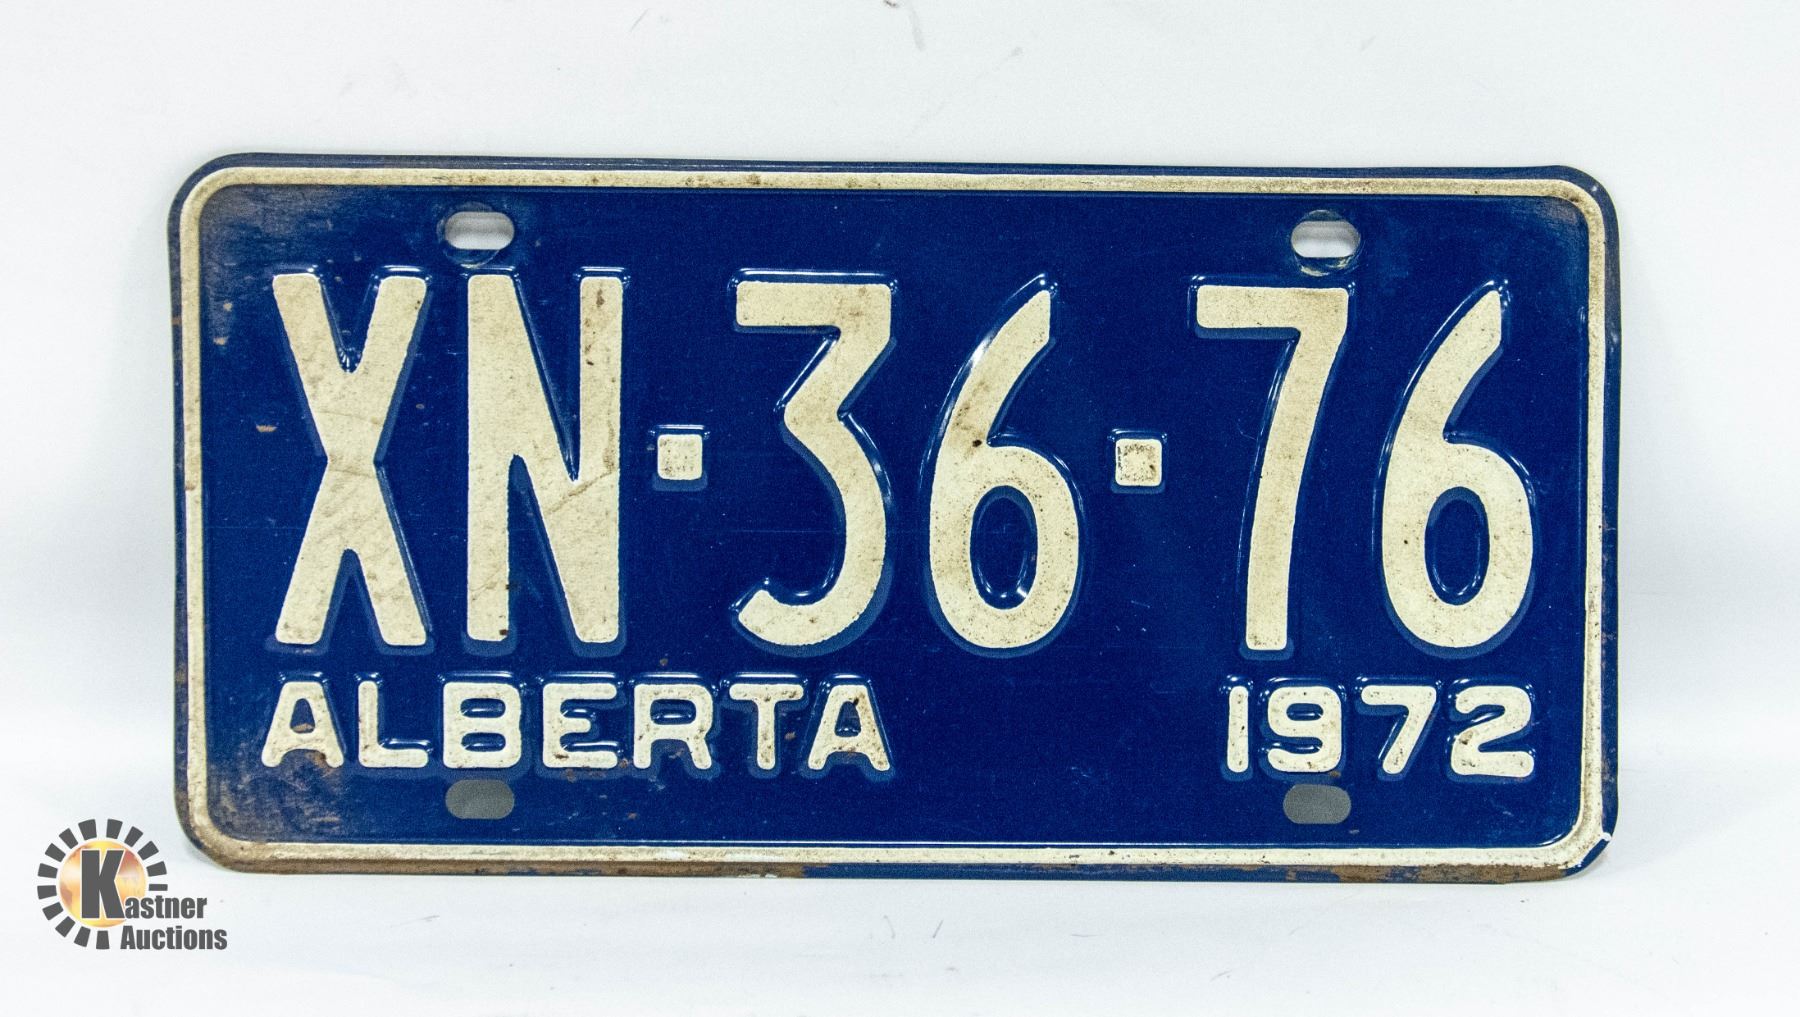 XN-36-76
ALBERTA 1972
Kastner
Auctions